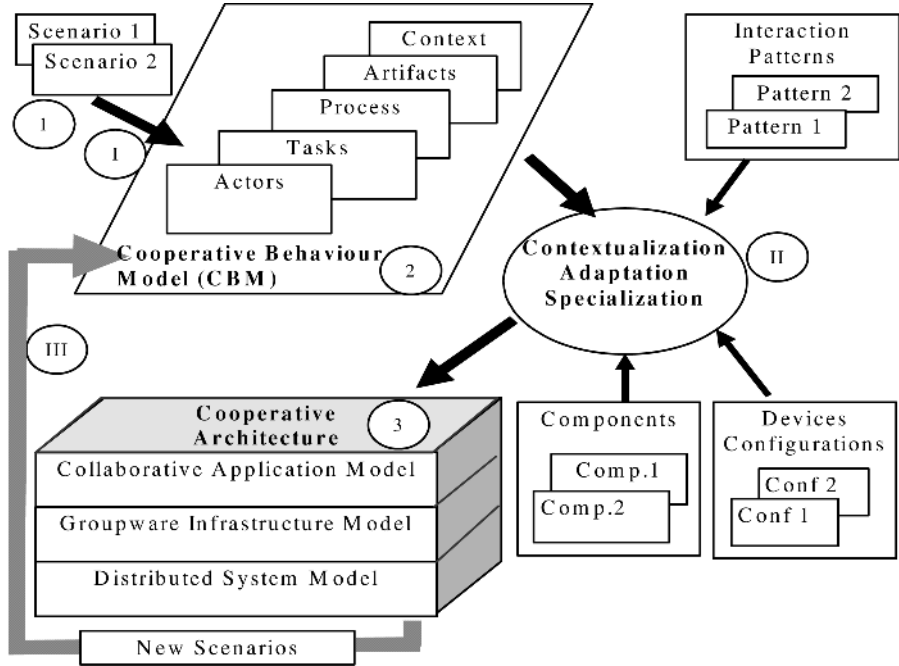 Scenario 1
Scenario 2
1
I
Context
Artifacts
Process
Tasks
Actors
Cooperative Behaviour
Model (CBM)
2
Interaction
Patterns
Pattern 2
Pattern 1
Contextualization
Adaptation
Specialization
II
III
Cooperative
Architecture
3
Collaborative Application Model
Groupware Infrastructure Model
Distributed System Model
New Scenarios
Components
Comp.1
Comp.2
Devices
Configurations
Conf 2
Conf 1